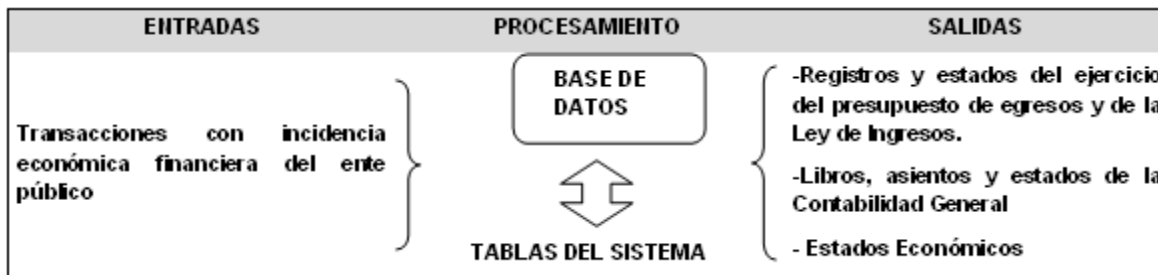 ENTRADAS PROCESAMIENTO SALIDAS
Transacciones con incidencia
económica financiera del ente
público
BASE DE
DATOS
TABLAS DEL SISTEMA
-Registros y estados del ejercicio
del presupuesto de egresos y de la
Ley de Ingresos.
-Libros, asientos y estados de la
Contabilidad General
- Estados Económicos